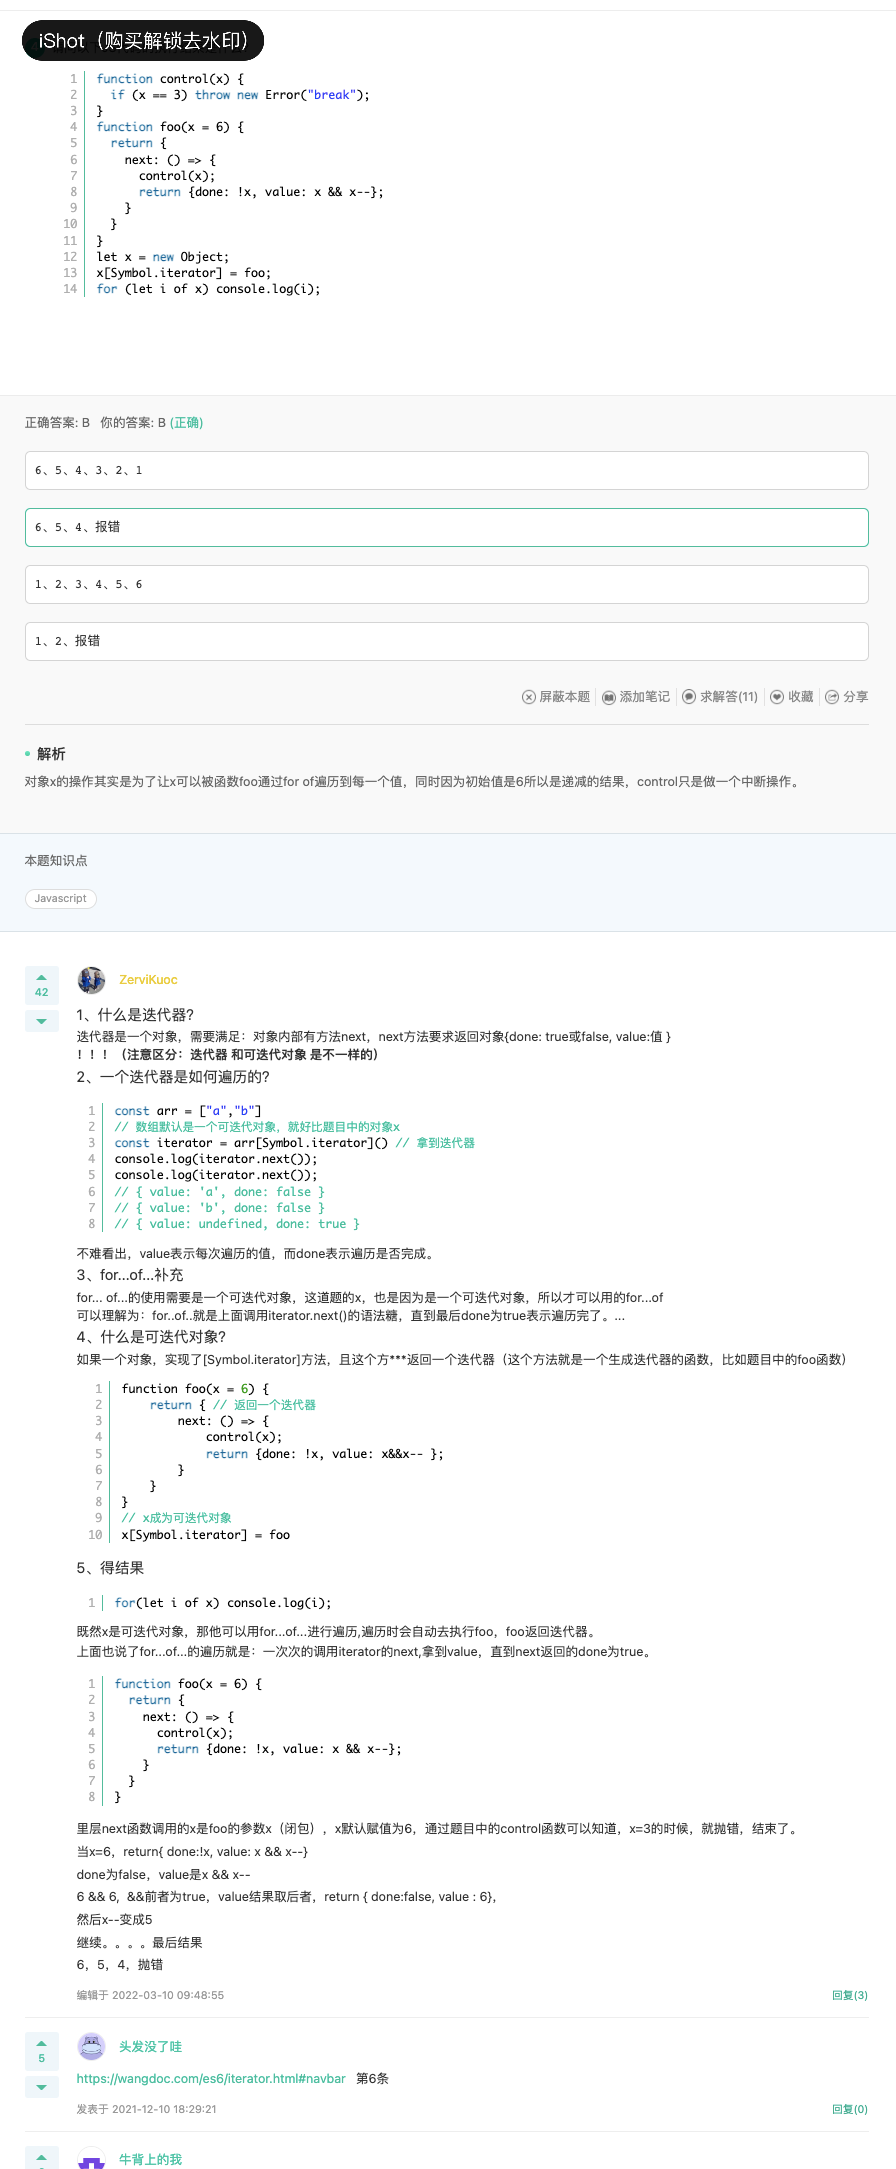 iShot（购买解锁去水印）
1 function control(x) {
2   if (x == 3) throw new Error("break");
3 }
4 function foo(x = 6) {
5   return {
6     next: () => {
7       control(x);
8       return {done: !x, value: x && x--};
9     }
10   }
11 }
12 let x = new Object;
13 x[Symbol.iterator] = foo;
14 for (let i of x) console.log(i);
正确答案: B 你的答案: B (正确)
6、5、4、3、2、1
6、5、4、报错
1、2、3、4、5、6
1、2、报错
屏蔽本题 添加笔记 求解答(11) 收藏 分享
解析
对象x的操作其实是为了让x可以被函数foo通过for of遍历到每一个值，同时因为初始值是6所以是递减的结果，control只是做一个中断操作。
本题知识点
Javascript
42 ZerviKuoc
1、什么是迭代器?
迭代器是一个对象，需要满足：对象内部有方法next，next方法要求返回对象{done: true或false, value:值 }
！！！（注意区分：迭代器 和可迭代对象 是不一样的）
2、一个迭代器是如何遍历的?
1 const arr = ["a","b"]
2 // 数组默认是一个可迭代对象，就好比题目中的对象x
3 const iterator = arr[Symbol.iterator]() // 拿到迭代器
4 console.log(iterator.next());
5 console.log(iterator.next());
6 // { value: 'a', done: false }
7 // { value: 'b', done: false }
8 // { value: undefined, done: true }
不难看出，value表示每次遍历的值，而done表示遍历是否完成。
3、for...of...补充
for... of...的使用需要是一个可迭代对象，这道题的x，也是因为是一个可迭代对象，所以才可以用的for...of
可以理解为：for..of..就是上面调用iterator.next()的语法糖，直到最后done为true表示遍历完了。...
4、什么是可迭代对象?
如果一个对象，实现了[Symbol.iterator]方法，且这个方***返回一个迭代器（这个方法就是一个生成迭代器的函数，比如题目中的foo函数）
1 function foo(x = 6) {
2     return { // 返回一个迭代器
3         next: () => {
4             control(x);
5             return {done: !x, value: x&&x-- };
6         }
7     }
8 }
9 // x成为可迭代对象
10 x[Symbol.iterator] = foo
5、得结果
1 for(let i of x) console.log(i);
既然x是可迭代对象，那他可以用for...of...进行遍历,遍历时会自动去执行foo，foo返回迭代器。
上面也说了for...of...的遍历就是：一次次的调用iterator的next,拿到value，直到next返回的done为true。
1 function foo(x = 6) {
2   return {
3     next: () => {
4       control(x);
5       return {done: !x, value: x && x--};
6     }
7   }
8 }
里层next函数调用的x是foo的参数x（闭包），x默认赋值为6，通过题目中的control函数可以知道，x=3的时候，就抛错，结束了。
当x=6，return{ done:!x, value: x && x--}
done为false，value是x && x--
6 && 6, &&前者为true，value结果取后者，return { done:false, value : 6},
然后x--变成5
继续。。。。最后结果
6，5，4，抛错
编辑于 2022-03-10 09:48:55 回复(3)
5 头发没了哇
https://wangdoc.com/es6/iterator.html#navbar 第6条
发表于 2021-12-10 18:29:21 回复(0)
牛背上的我